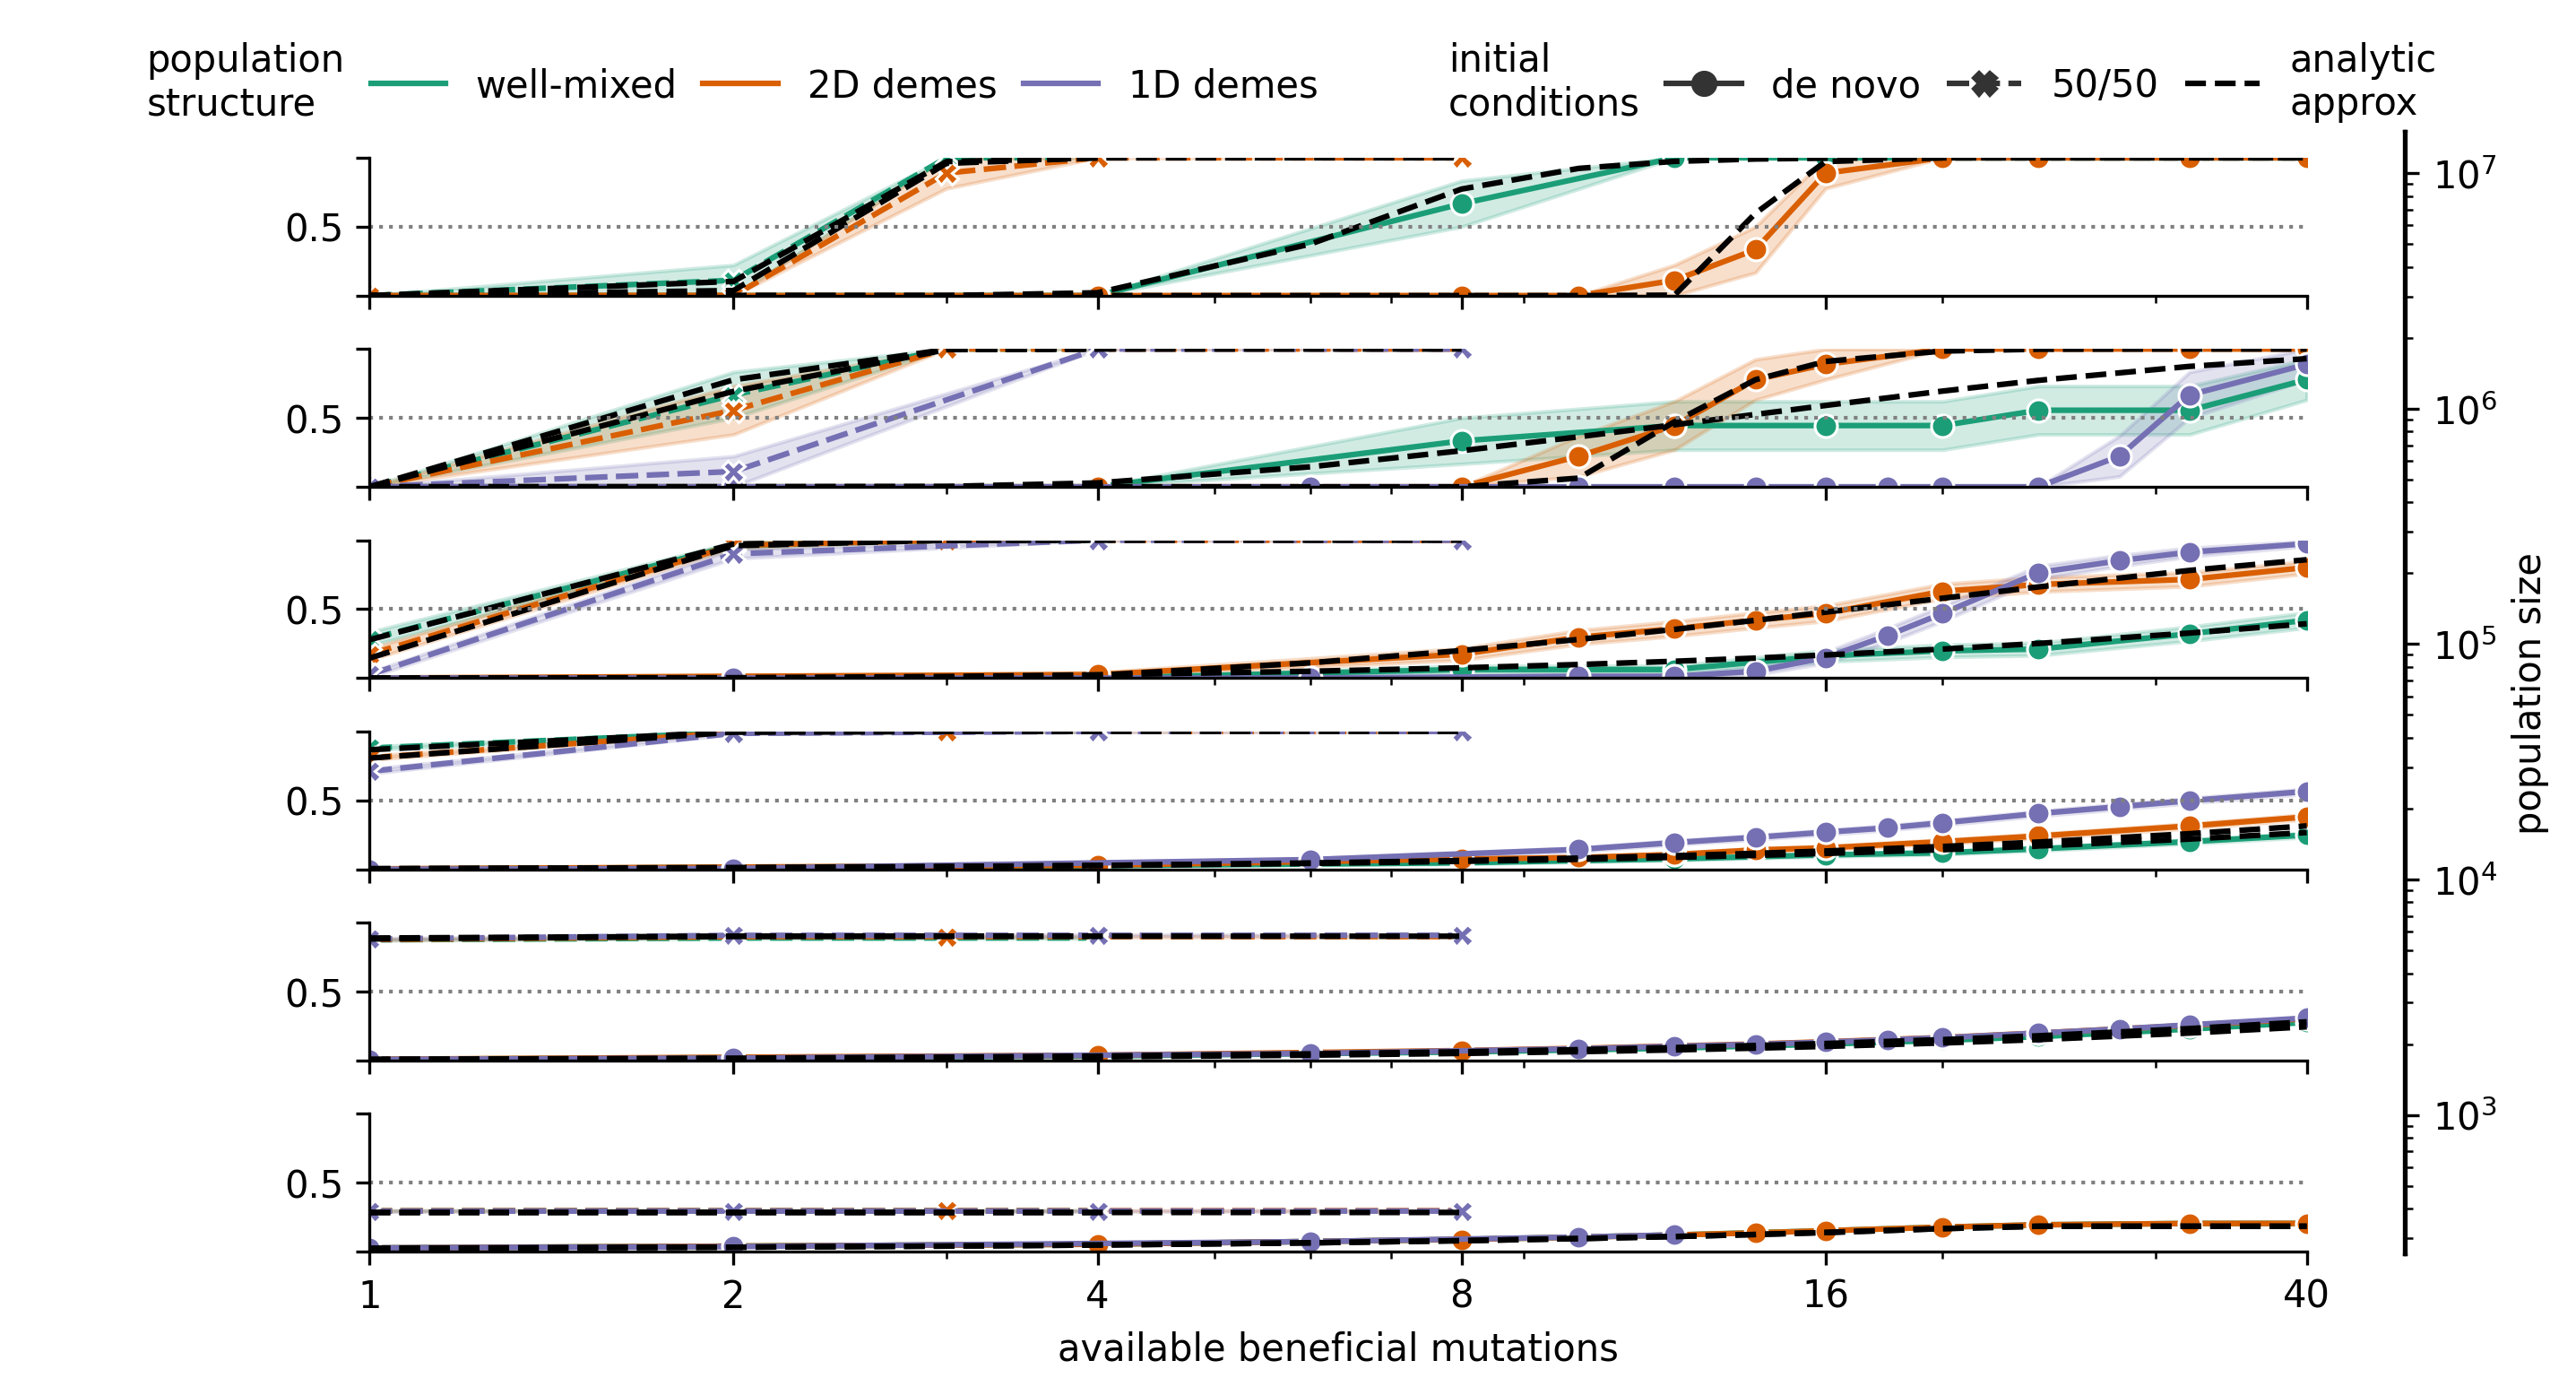 population structure
well-mixed
2D demes
1D demes
initial conditions
de novo
50/50
analytic approx
0.5
0.5
0.5
0.5
0.5
0.5
10^7
10^6
10^5
10^4
10^3
population size
1 2 4 8 16 40
available beneficial mutations